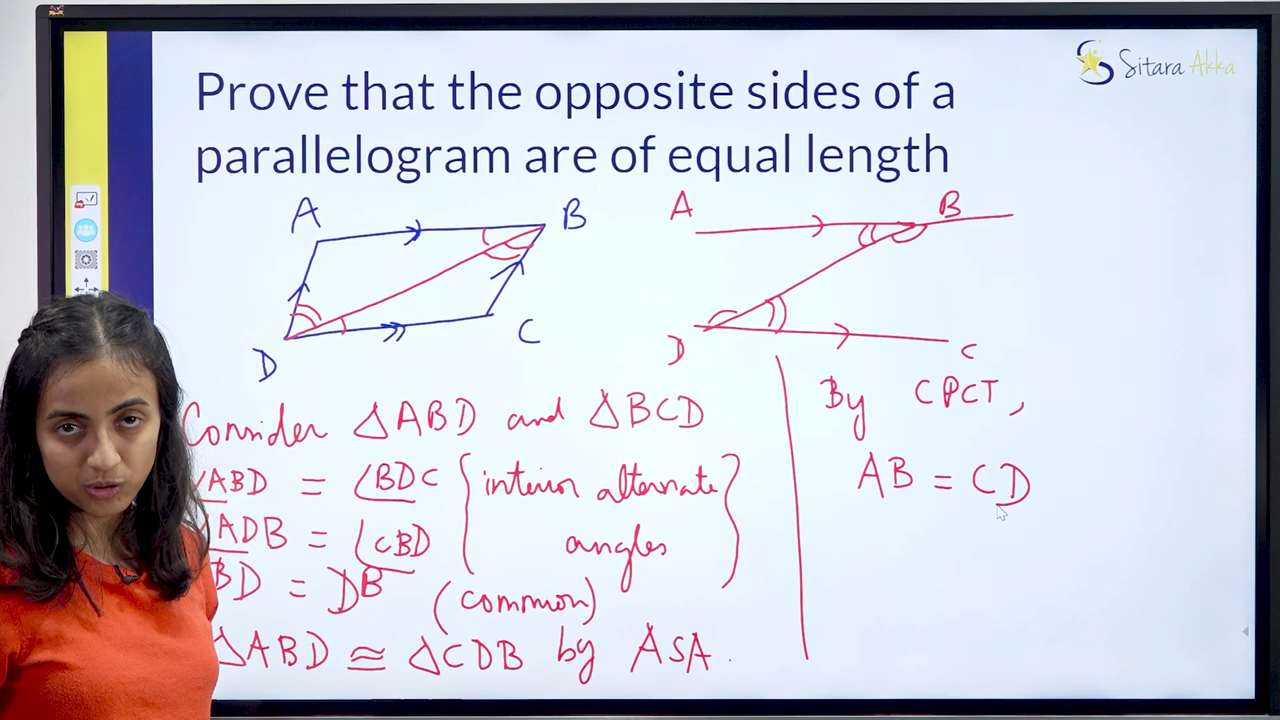 Sitara Akka
Prove that the opposite sides of a
parallelogram are of equal length
A B
D C
A B
D C
Consider △ABD and △BCD
∠ABD = ∠BDC {interior alternate
∠ADB = ∠CBD angles}
BD = DB (common)
△ABD ≅ △CDB by ASA.
By CPCT,
AB = CD